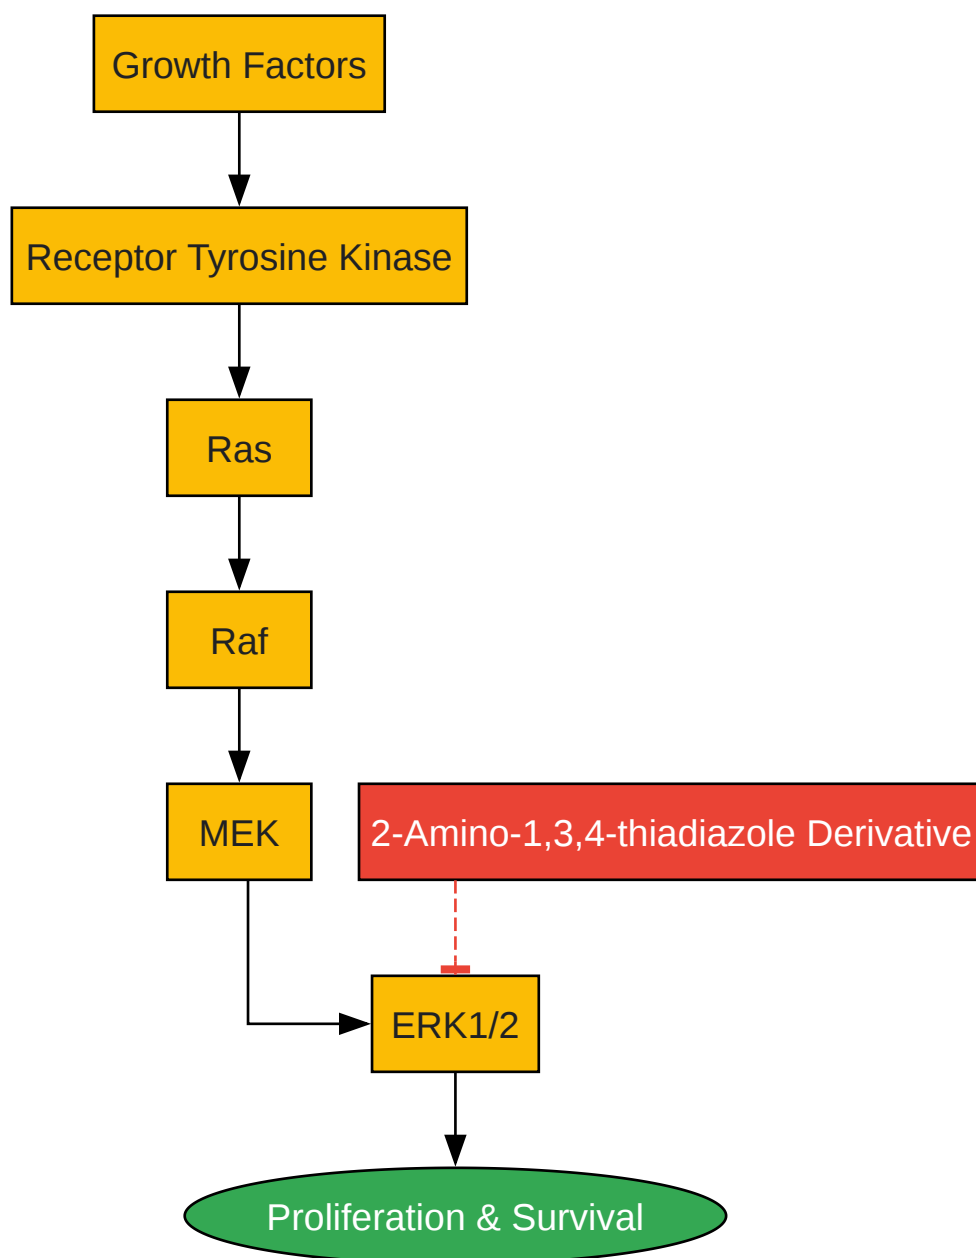 Growth Factors
Receptor Tyrosine Kinase
Ras
Raf
MEK
2-Amino-1,3,4-thiadiazole Derivative
ERK1/2
Proliferation & Survival